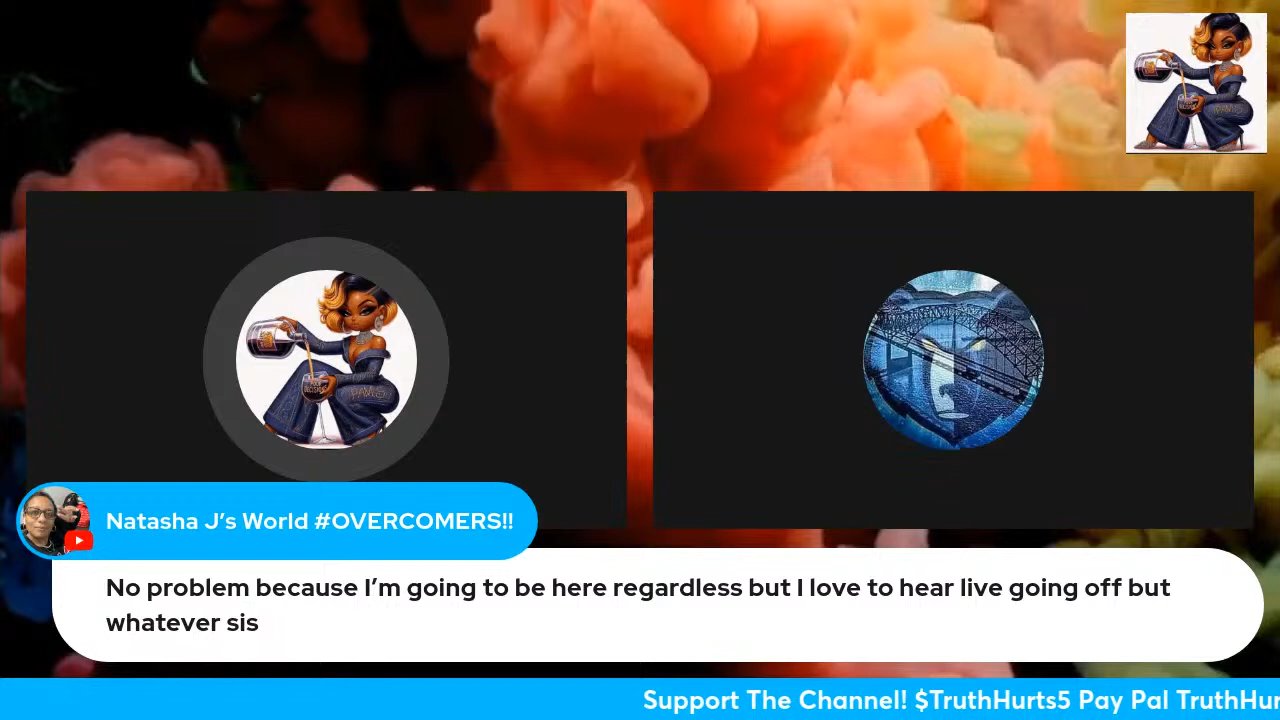 Natasha J's World #OVERCOMERS!!
No problem because I'm going to be here regardless but I love to hear live going off but
whatever sis
Support The Channel! $TruthHurts5 Pay Pal TruthHur